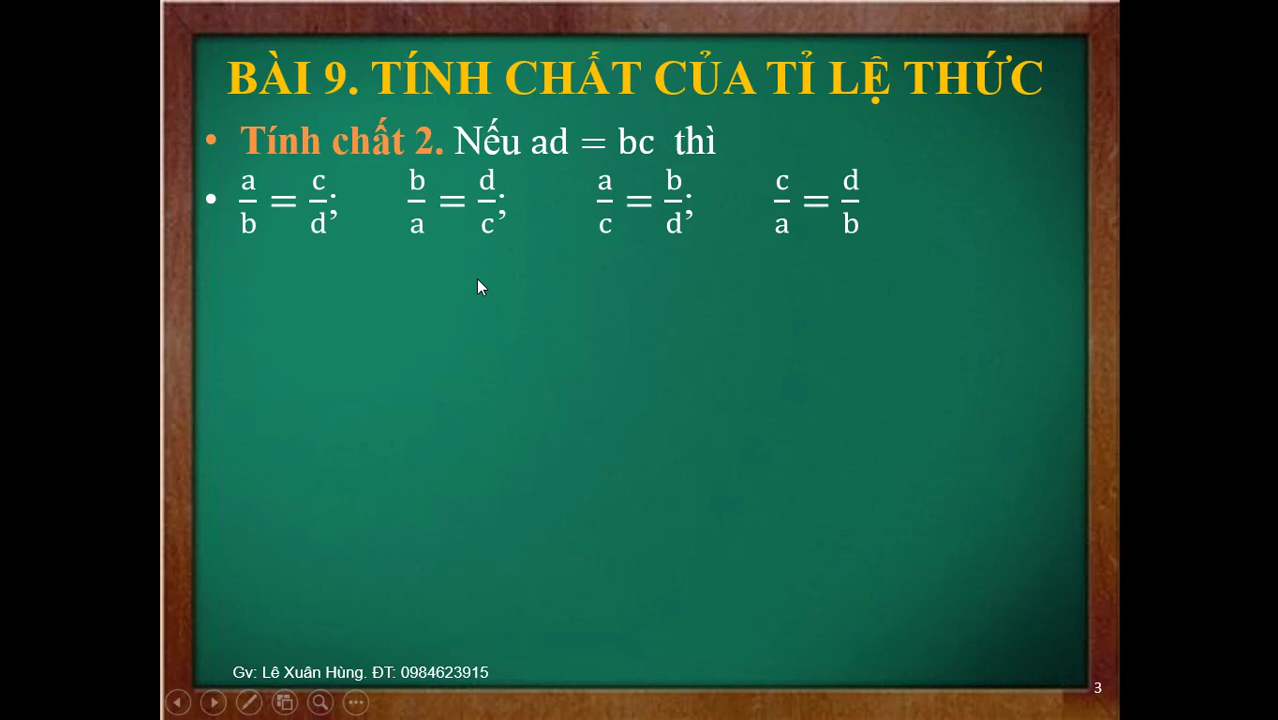 BÀI 9. TÍNH CHẤT CỦA TỈ LỆ THỨC
• Tính chất 2. Nếu ad = bc thì
• a/b = c/d; b/a = d/c; a/c = b/d; c/a = d/b
Gv: Lê Xuân Hùng. ĐT: 0984623915
3